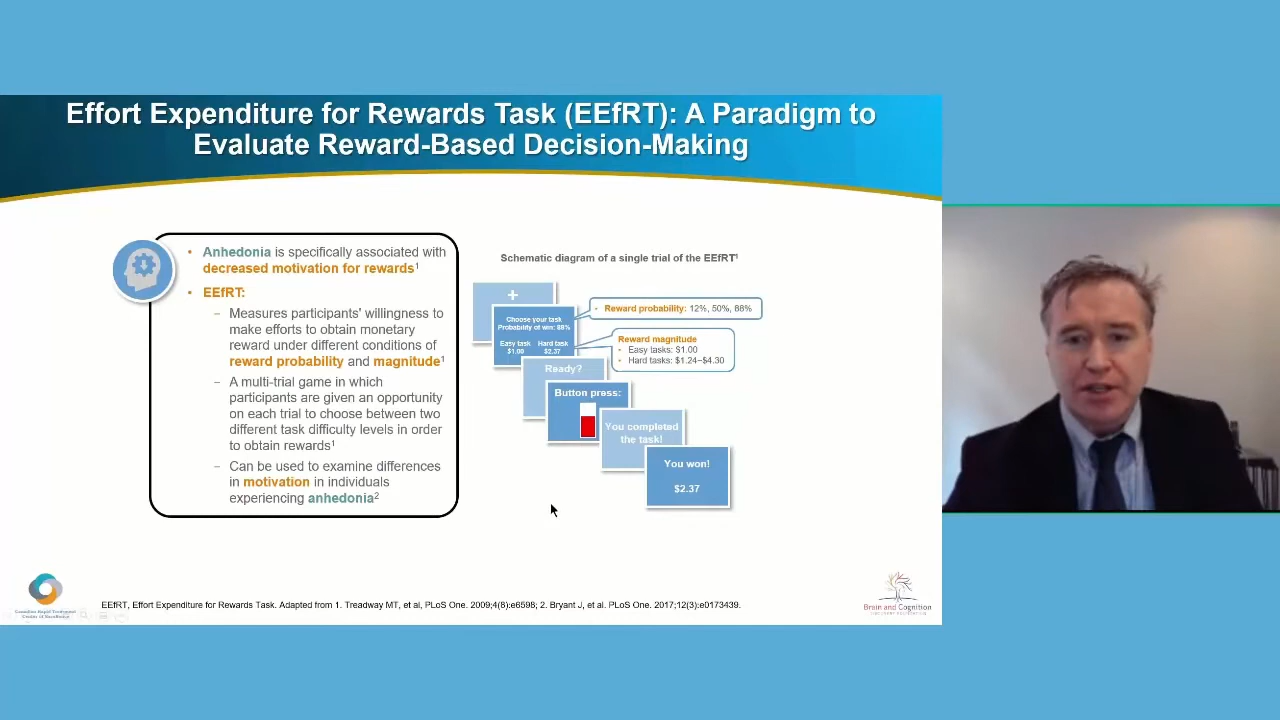 Effort Expenditure for Rewards Task (EEfRT): A Paradigm to
Evaluate Reward-Based Decision-Making
• Anhedonia is specifically associated with
decreased motivation for rewards¹
• EEfRT:
– Measures participants' willingness to
make efforts to obtain monetary
reward under different conditions of
reward probability and magnitude¹
– A multi-trial game in which
participants are given an opportunity
on each trial to choose between two
different task difficulty levels in order
to obtain rewards¹
– Can be used to examine differences
in motivation in individuals
experiencing anhedonia²
Schematic diagram of a single trial of the EEfRT¹
+
Choose your task
Probability of win: 88%
Easy task Hard task
$1.00 $2.37
• Reward probability: 12%, 50%, 88%
Reward magnitude
• Easy tasks: $1.00
• Hard tasks: $1.24–$4.30
Ready?
Button press:
You completed
the task!
You won!
$2.37
Canadian Rapid Treatment
Center of Excellence
EEfRT, Effort Expenditure for Rewards Task. Adapted from 1. Treadway MT, et al, PLoS One. 2009;4(8):e6598; 2. Bryant J, et al. PLoS One. 2017;12(3):e0173439.
Brain and Cognition